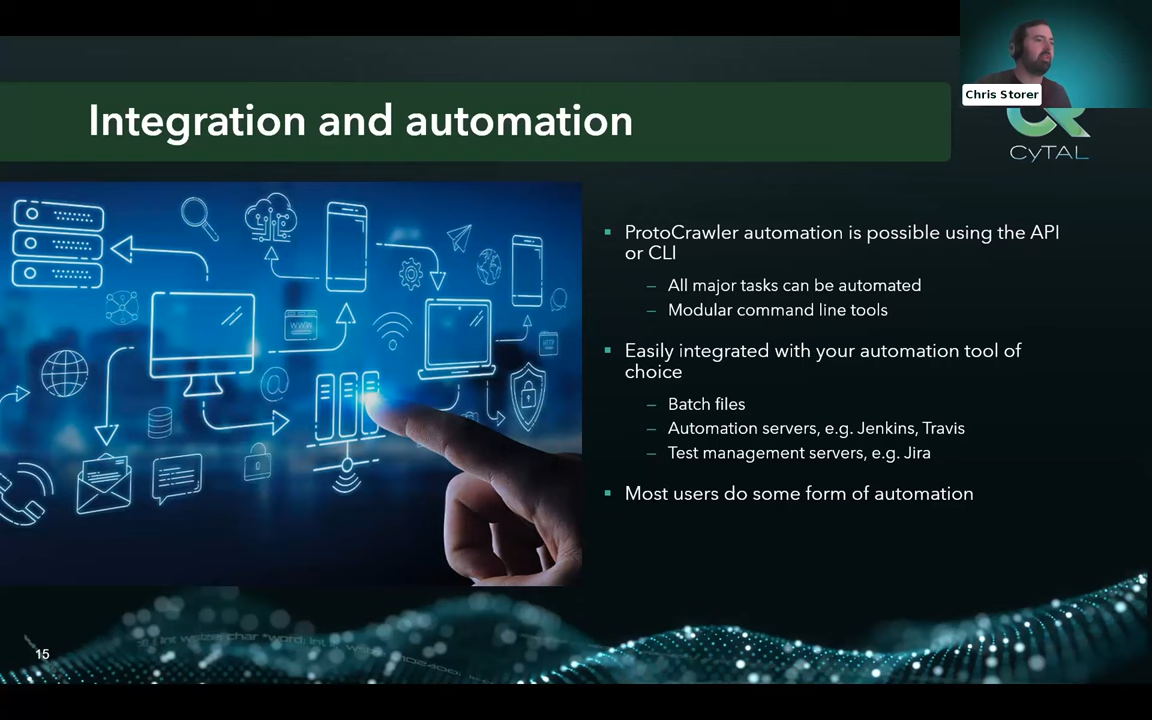 Chris Storer
Integration and automation
CyTAL
WWW
@
ProtoCrawler automation is possible using the API
or CLI
– All major tasks can be automated
– Modular command line tools
Easily integrated with your automation tool of
choice
– Batch files
– Automation servers, e.g. Jenkins, Travis
– Test management servers, e.g. Jira
Most users do some form of automation
15